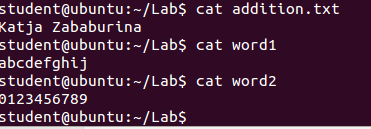 student@ubuntu:~/Lab$ cat addition.txt
Katja Zababurina
student@ubuntu:~/Lab$ cat word1
abcdefghij
student@ubuntu:~/Lab$ cat word2
0123456789
student@ubuntu:~/Lab$